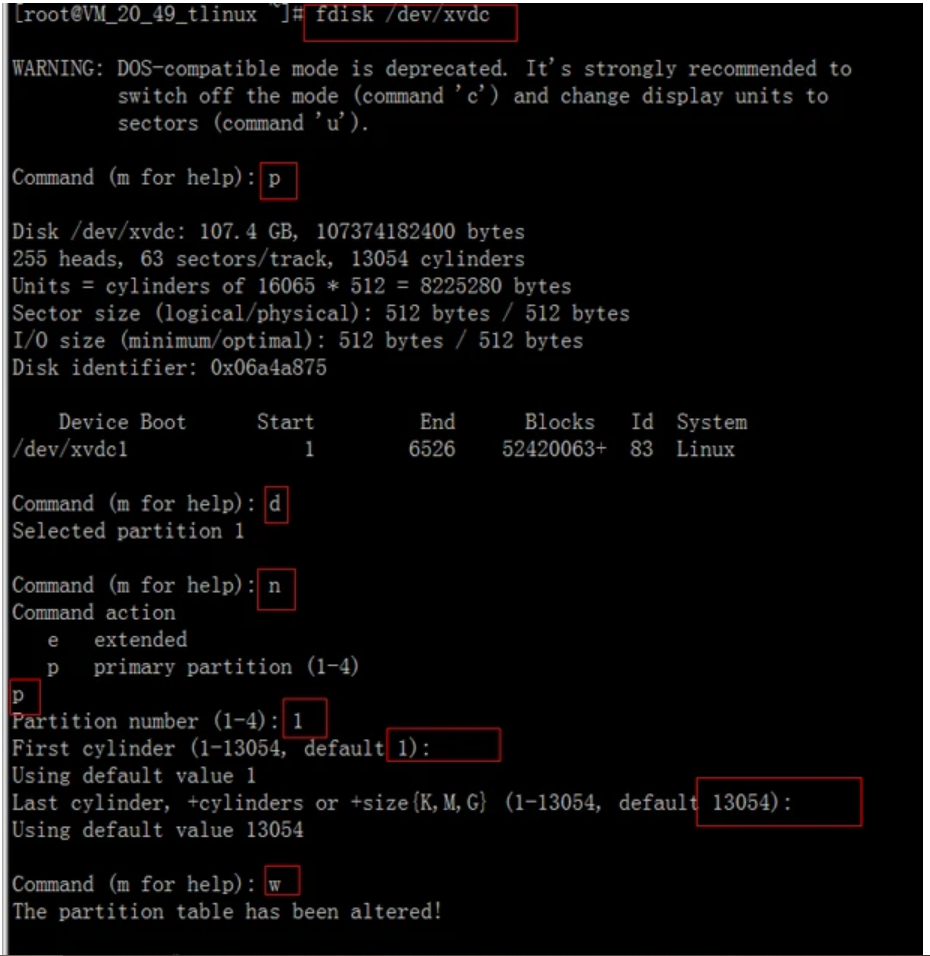 [root@VM_20_49_tlinux ~]# fdisk /dev/xvdc
WARNING: DOS-compatible mode is deprecated. It's strongly recommended to
switch off the mode (command 'c') and change display units to
sectors (command 'u').
Command (m for help): p
Disk /dev/xvdc: 107.4 GB, 107374182400 bytes
255 heads, 63 sectors/track, 13054 cylinders
Units = cylinders of 16065 * 512 = 8225280 bytes
Sector size (logical/physical): 512 bytes / 512 bytes
I/O size (minimum/optimal): 512 bytes / 512 bytes
Disk identifier: 0x06a4a875
Device Boot Start End Blocks Id System
/dev/xvdc1 1 6526 52420063+ 83 Linux
Command (m for help): d
Selected partition 1
Command (m for help): n
Command action
e extended
p primary partition (1-4)
p
Partition number (1-4): 1
First cylinder (1-13054, default 1):
Using default value 1
Last cylinder, +cylinders or +size{K,M,G} (1-13054, default 13054):
Using default value 13054
Command (m for help): w
The partition table has been altered!